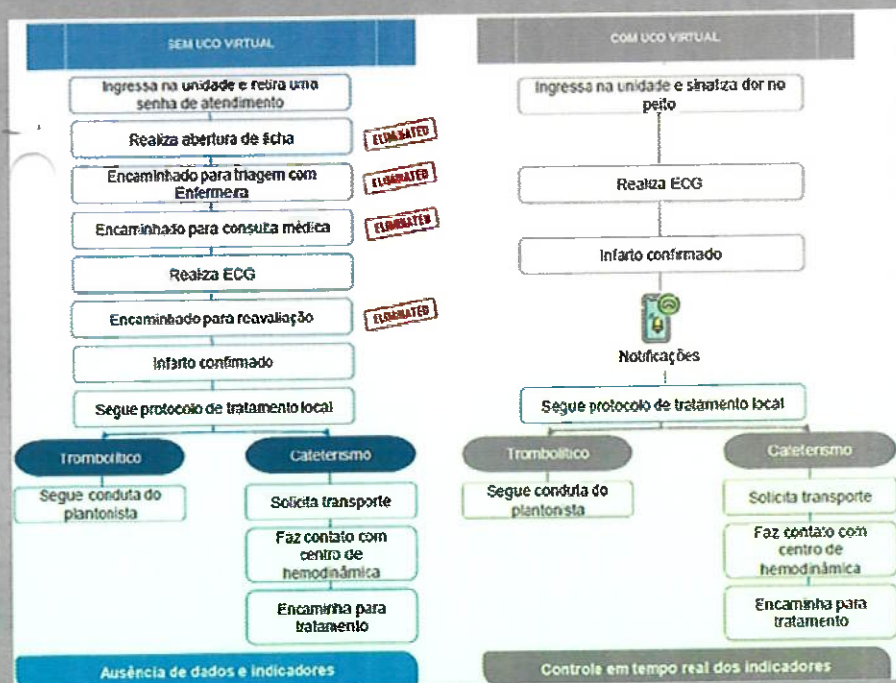 SEM UCO VIRTUAL
Ingressa na unidade e retira uma
senha de atendimento
Realiza abertura de ficha
ELIMINATED
Encaminhado para triagem com
Enfermeira
ELIMINATED
Encaminhado para consulta médica
ELIMINATED
Realiza ECG
Encaminhado para reavaliação
ELIMINATED
Infarto confirmado
Segue protocolo de tratamento local
Trombolítico
Segue conduta do
plantonista
Cateterismo
Solicita transporte
Faz contato com
centro de
hemodinâmica
Encaminha para
tratamento
Ausência de dados e indicadores
COM UCO VIRTUAL
Ingressa na unidade e sinaliza dor no
peito
Realiza ECG
Infarto confirmado
Notificações
Segue protocolo de tratamento local
Trombolítico
Segue conduta do
plantonista
Cateterismo
Solicita transporte
Faz contato com
centro de
hemodinâmica
Encaminha para
tratamento
Controle em tempo real dos indicadores